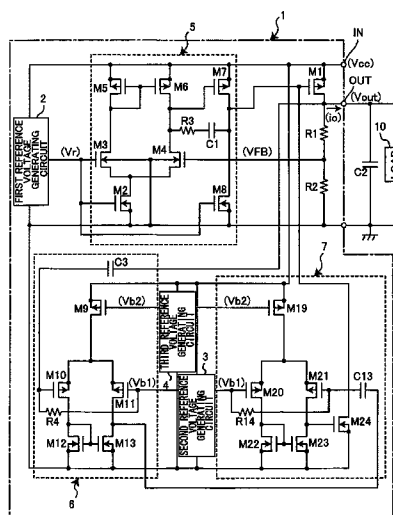 1
5
IN
(Vcc)
OUT
(Vout)
M1
(io)
R1
10
C2
R2
2
FIRST REFERENCE VOLTAGE GENERATING CIRCUIT
M5
M6
M7
R3
C1
(Vr)
M3
M4
(VFB)
M2
M8
C3
7
M9
(Vb2)
THIRD REFERENCE VOLTAGE GENERATING CIRCUIT
(Vb2)
M19
3
M10
M11
(Vb1)
4
SECOND REFERENCE VOLTAGE GENERATING CIRCUIT
(Vb1)
M20
M21
C13
R4
R14
M24
M12
M13
M22
M23
6